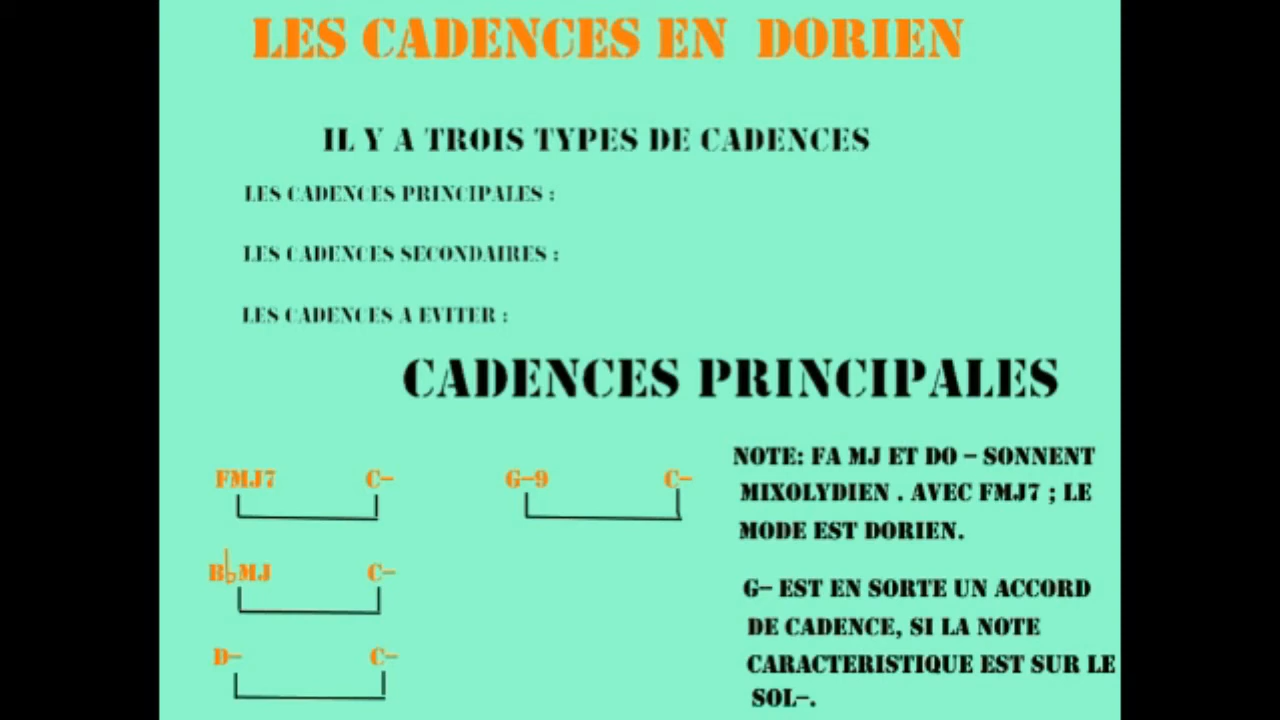 LES CADENCES EN DORIEN
IL Y A TROIS TYPES DE CADENCES
LES CADENCES PRINCIPALES :
LES CADENCES SECONDAIRES :
LES CADENCES A EVITER :
CADENCES PRINCIPALES
FMJ7 C-
G-9 C-
B♭MJ C-
D- C-
NOTE: FA MJ ET DO - SONNENT
MIXOLYDIEN . AVEC FMJ7 ; LE
MODE EST DORIEN.
G- EST EN SORTE UN ACCORD
DE CADENCE, SI LA NOTE
CARACTERISTIQUE EST SUR LE
SOL-.